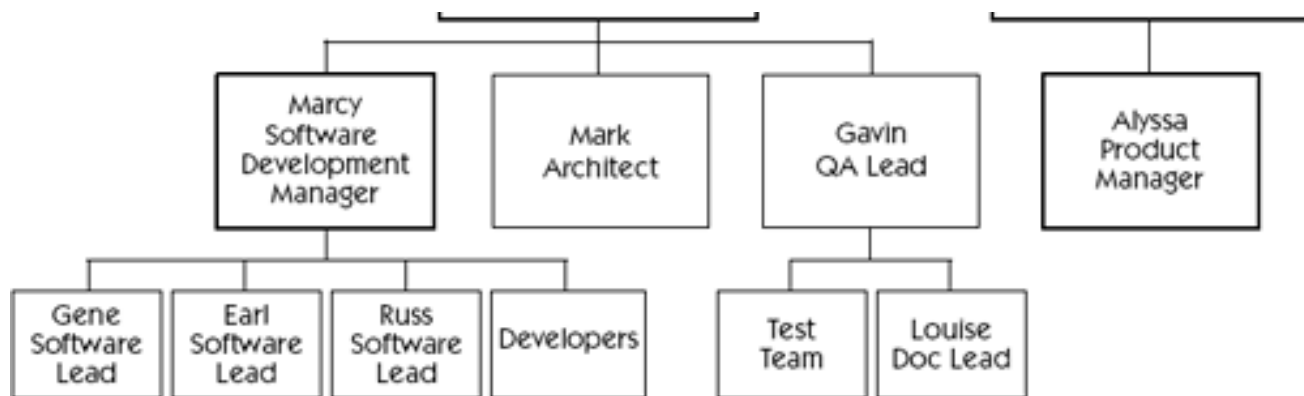 Marcy
Software
Development
Manager
Mark
Architect
Gavin
QA Lead
Alyssa
Product
Manager
Gene
Software
Lead
Earl
Software
Lead
Russ
Software
Lead
Developers
Test
Team
Louise
Doc Lead